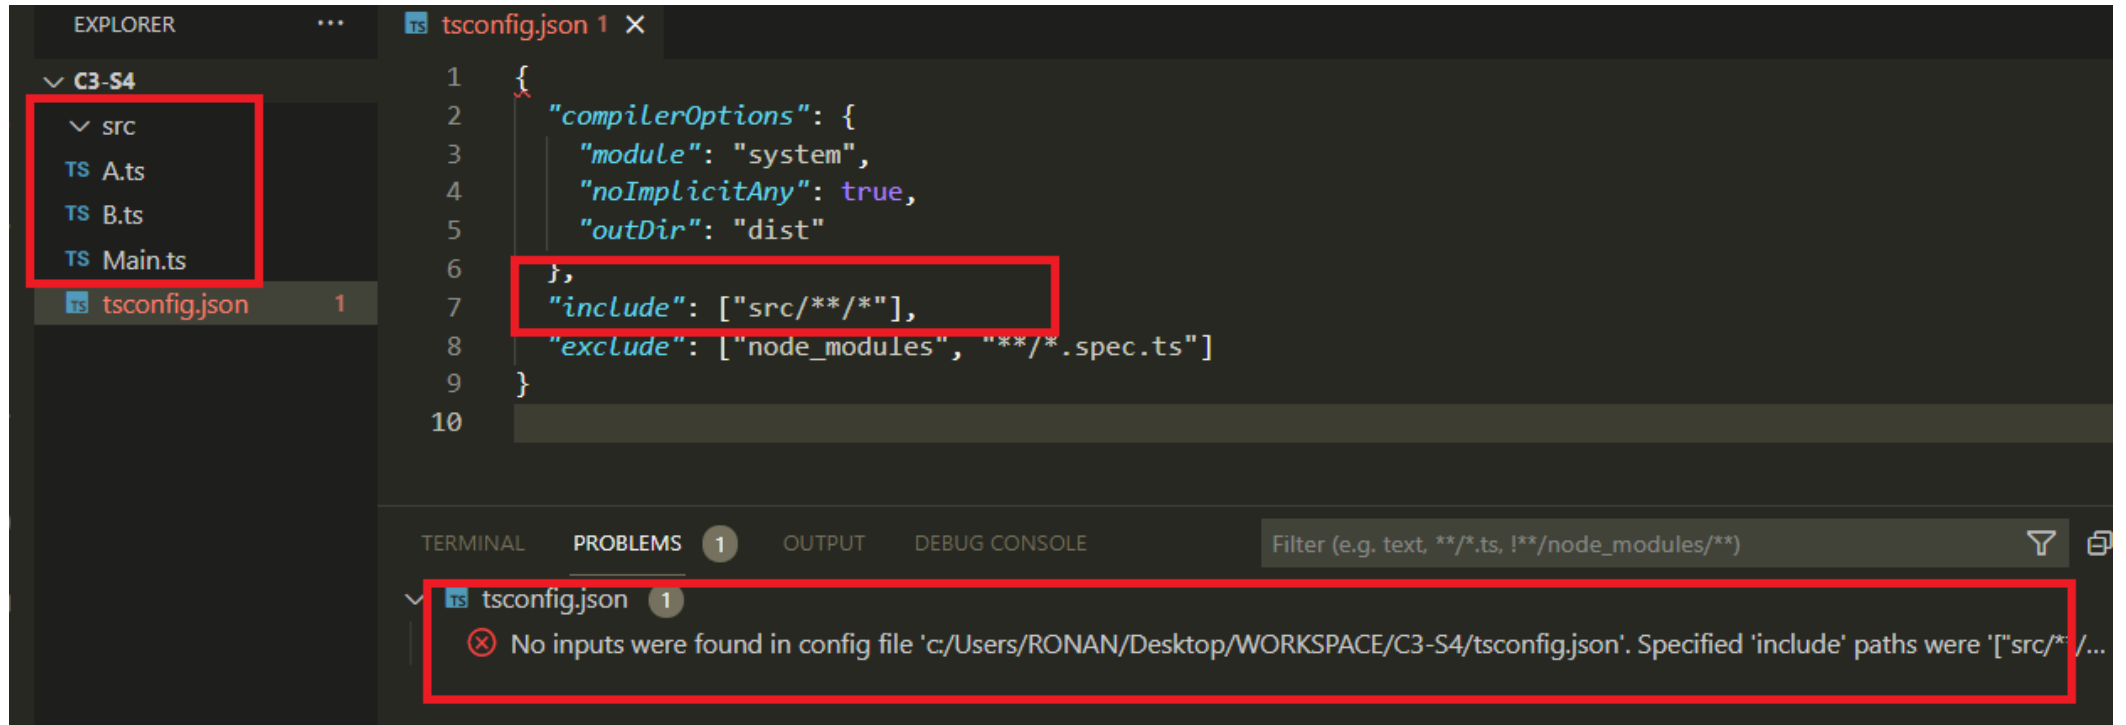 EXPLORER ...
C3-S4
src
TS A.ts
TS B.ts
TS Main.ts
TS tsconfig.json 1
TS tsconfig.json 1 ×
1 {
2 "compilerOptions": {
3 "module": "system",
4 "noImplicitAny": true,
5 "outDir": "dist"
6 },
7 "include": ["src/**/*"],
8 "exclude": ["node_modules", "**/*.spec.ts"]
9 }
10
TERMINAL PROBLEMS 1 OUTPUT DEBUG CONSOLE Filter (e.g. text, **/*.ts, !**/node_modules/**)
TS tsconfig.json 1
No inputs were found in config file 'c:/Users/RONAN/Desktop/WORKSPACE/C3-S4/tsconfig.json'. Specified 'include' paths were '["src/**/...